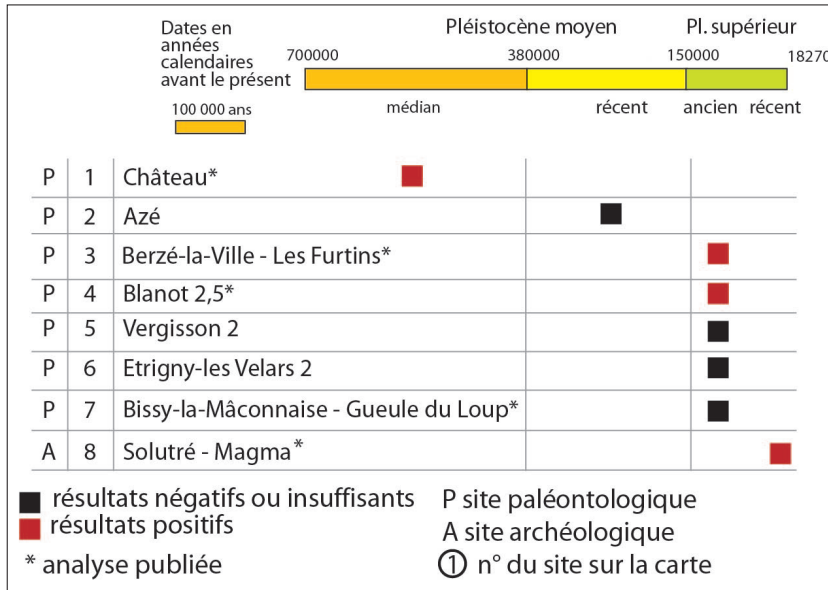 Dates en
années
calendaires
avant le présent
Pléistocène moyen Pl. supérieur
700000 380000 150000 18270
médian récent ancien récent
100 000 ans
P 1 Château*
P 2 Azé
P 3 Berzé-la-Ville - Les Furtins*
P 4 Blanot 2,5*
P 5 Vergisson 2
P 6 Etrigny-les Velars 2
P 7 Bissy-la-Mâconnaise - Gueule du Loup*
A 8 Solutré - Magma*
résultats négatifs ou insuffisants P site paléontologique
résultats positifs A site archéologique
* analyse publiée 1 n° du site sur la carte